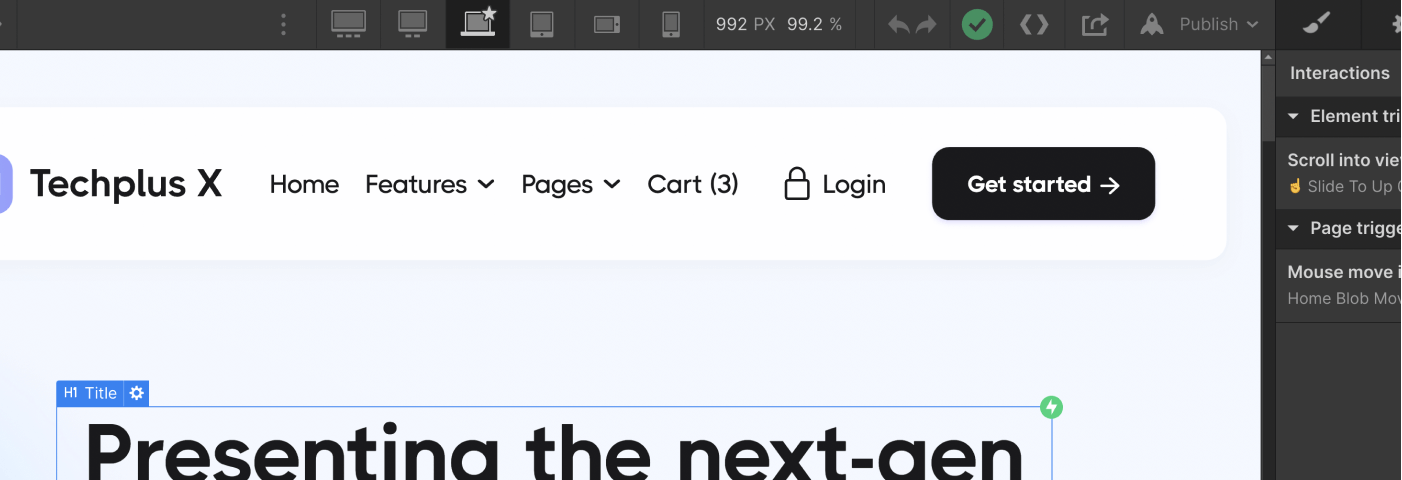 992 PX 99.2 % Publish
Interactions
Element tri
Techplus X Home Features Pages Cart (3) Login Get started →
Scroll into vie
☝ Slide To Up
Page trigge
Mouse move i
Home Blob Mov
H1 Title
Presenting the next-gen